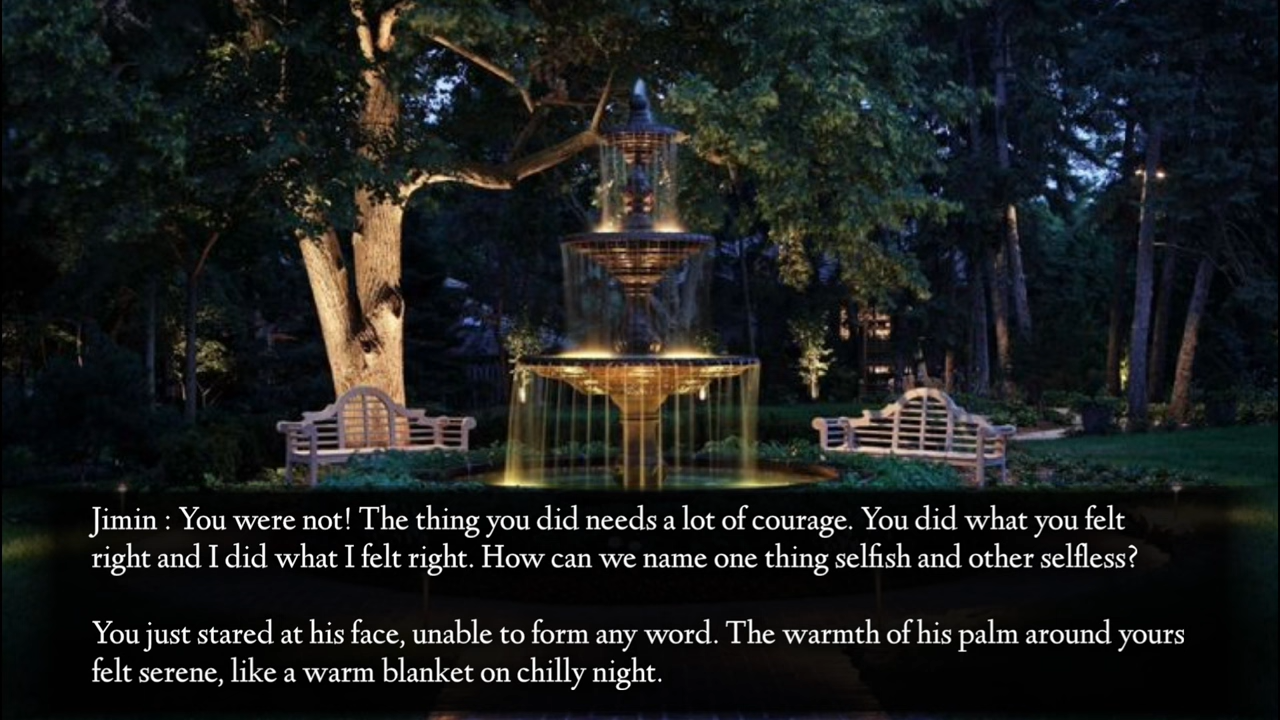 Jimin : You were not! The thing you did needs a lot of courage. You did what you felt
right and I did what I felt right. How can we name one thing selfish and other selfless?
You just stared at his face, unable to form any word. The warmth of his palm around yours
felt serene, like a warm blanket on chilly night.